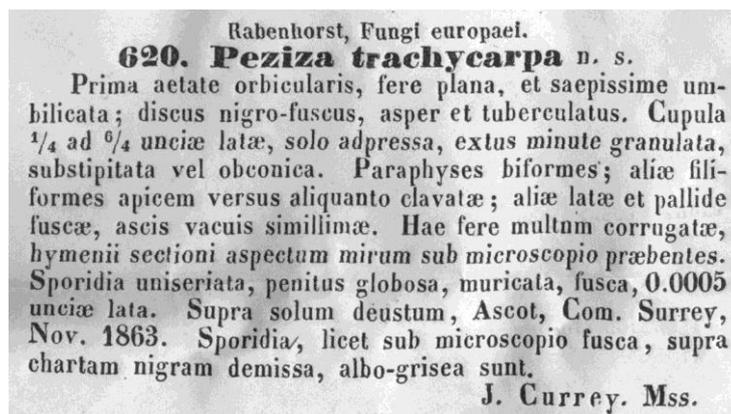 Rabenhorst, Fungi europaei.
620. Peziza trachycarpa n. s.
Prima aetate orbicularis, fere plana, et saepissime um-
bilicata; discus nigro-fuscus, asper et tuberculatus. Cupula
1/4 ad 6/4 unciæ latæ, solo adpressa, extus minute granulata,
substipitata vel obconica. Paraphyses biformes; aliæ fili-
formes apicem versus aliquanto clavatæ; aliæ latæ et pallide
fuscæ, ascis vacuis simillimæ. Hae fere multum corrugatæ,
hymenii sectioni aspectum mirum sub microscopio præbentes.
Sporidia uniseriata, penitus globosa, muricata, fusca, 0.0005
unciæ lata. Supra solum deustum, Ascot, Com. Surrey,
Nov. 1863. Sporidia, licet sub microscopio fusca, supra
chartam nigram demissa, albo-grisea sunt.
J. Currey. Mss.